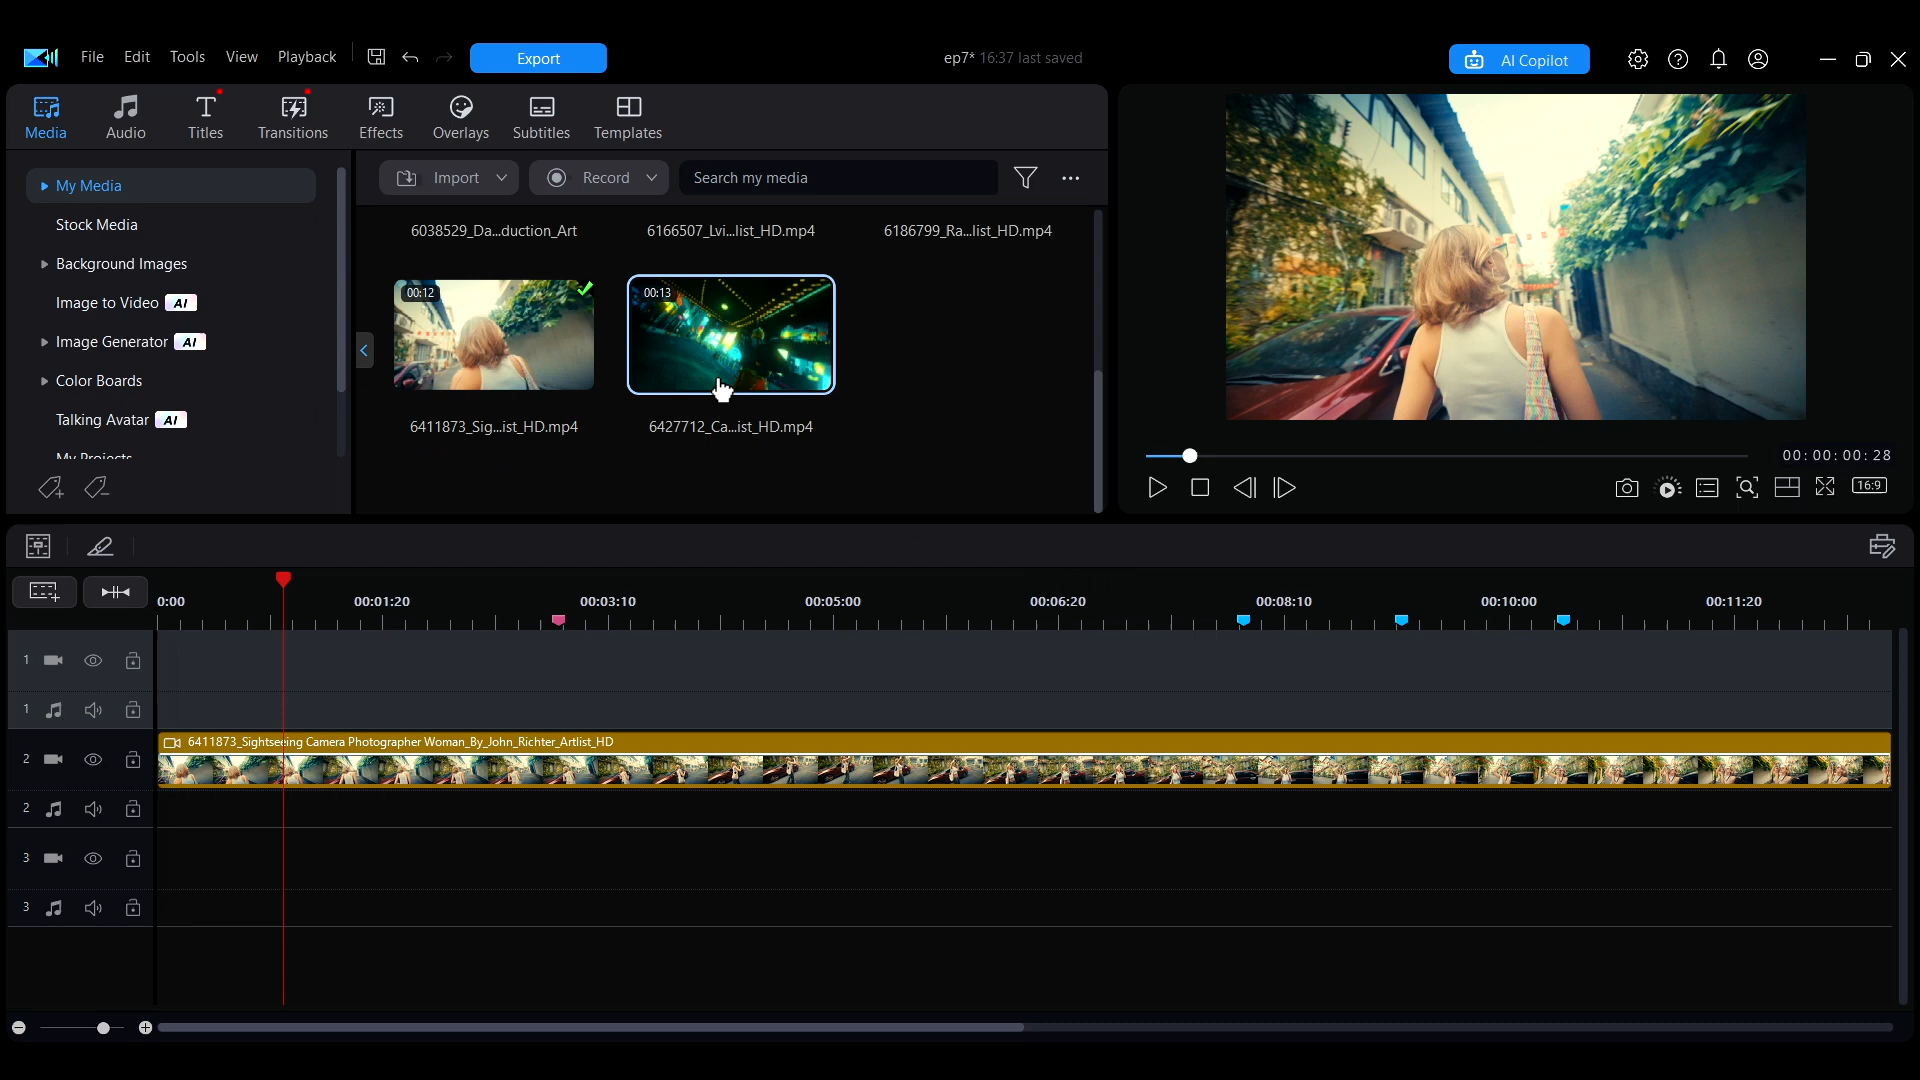 File Edit Tools View Playback
Export
ep7* 16:37 last saved
AI Copilot
Media Audio Titles Transitions Effects Overlays Subtitles Templates
My Media
Stock Media
Background Images
Image to Video AI
Image Generator AI
Color Boards
Talking Avatar AI
My Projects
Import Record Search my media
6038529_Da...duction_Art 6166507_Lvi...list_HD.mp4 6186799_Ra...list_HD.mp4
00:12 00:13
6411873_Sig...ist_HD.mp4 6427712_Ca...ist_HD.mp4
00:00:00:28
16:9
0:00 00:01:20 00:03:10 00:05:00 00:06:20 00:08:10 00:10:00 00:11:20
1
1
2 6411873_Sightseeing Camera Photographer Woman_By_John_Richter_Artlist_HD
2
3
3